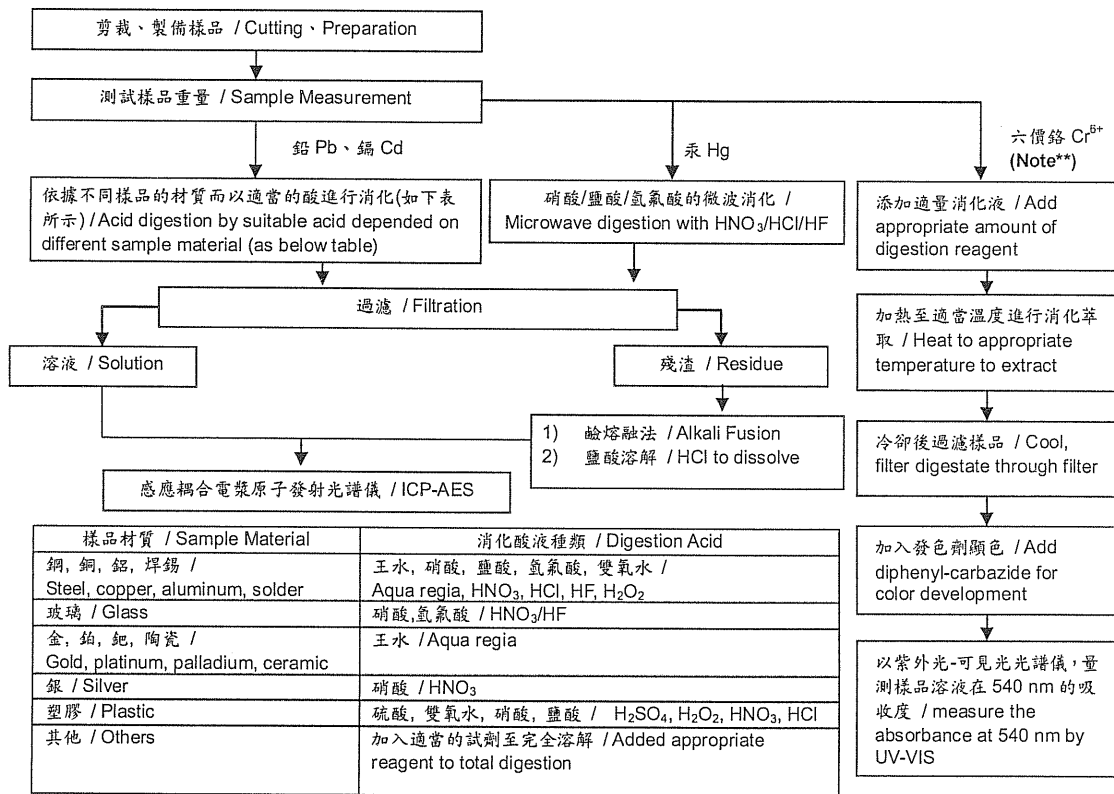 剪裁、製備樣品 / Cutting、Preparation
測試樣品重量 / Sample Measurement
鉛 Pb、鎘 Cd
汞 Hg
六價鉻 Cr⁶⁺
(Note**)
依據不同樣品的材質而以適當的酸進行消化(如下表
所示) / Acid digestion by suitable acid depended on
different sample material (as below table)
硝酸/鹽酸/氫氟酸的微波消化 /
Microwave digestion with HNO₃/HCl/HF
添加適量消化液 / Add
appropriate amount of
digestion reagent
過濾 / Filtration
加熱至適當溫度進行消化萃
取 / Heat to appropriate
temperature to extract
溶液 / Solution
殘渣 / Residue
1) 鹼熔融法 / Alkali Fusion
2) 鹽酸溶解 / HCl to dissolve
冷卻後過濾樣品 / Cool,
filter digestate through filter
感應耦合電漿原子發射光譜儀 / ICP-AES
加入發色劑顯色 / Add
diphenyl-carbazide for
color development
以紫外光-可見光光譜儀,量
測樣品溶液在 540 nm 的吸
收度 / measure the
absorbance at 540 nm by
UV-VIS
樣品材質 / Sample Material
消化酸液種類 / Digestion Acid
鋼, 銅, 鋁, 焊錫 /
Steel, copper, aluminum, solder
王水, 硝酸, 鹽酸, 氫氟酸, 雙氧水 /
Aqua regia, HNO₃, HCl, HF, H₂O₂
玻璃 / Glass
硝酸,氫氟酸 / HNO₃/HF
金, 鉑, 鈀, 陶瓷 /
Gold, platinum, palladium, ceramic
王水 / Aqua regia
銀 / Silver
硝酸 / HNO₃
塑膠 / Plastic
硫酸, 雙氧水, 硝酸, 鹽酸 / H₂SO₄, H₂O₂, HNO₃, HCl
其他 / Others
加入適當的試劑至完全溶解 / Added appropriate
reagent to total digestion